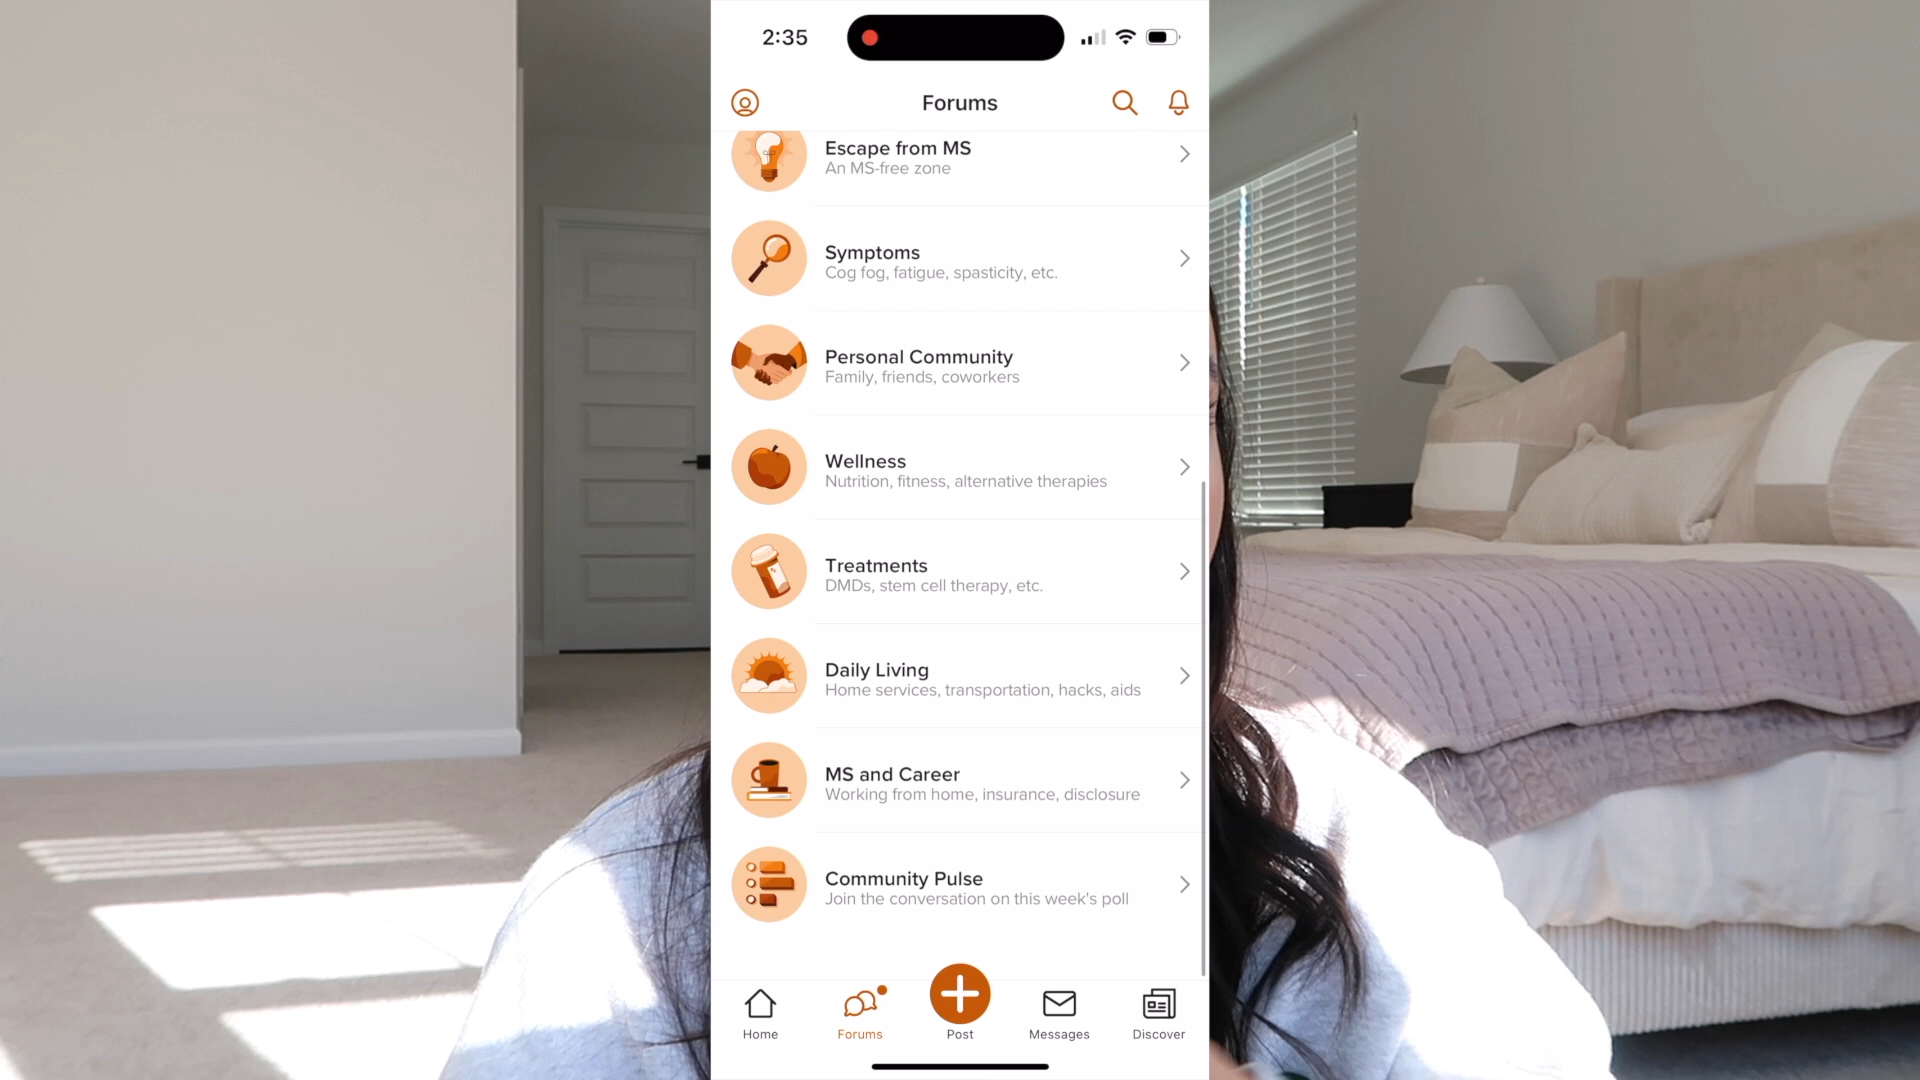 2:35
Forums
Escape from MS
An MS-free zone
Symptoms
Cog fog, fatigue, spasticity, etc.
Personal Community
Family, friends, coworkers
Wellness
Nutrition, fitness, alternative therapies
Treatments
DMDs, stem cell therapy, etc.
Daily Living
Home services, transportation, hacks, aids
MS and Career
Working from home, insurance, disclosure
Community Pulse
Join the conversation on this week's poll
Home
Forums
Post
Messages
Discover